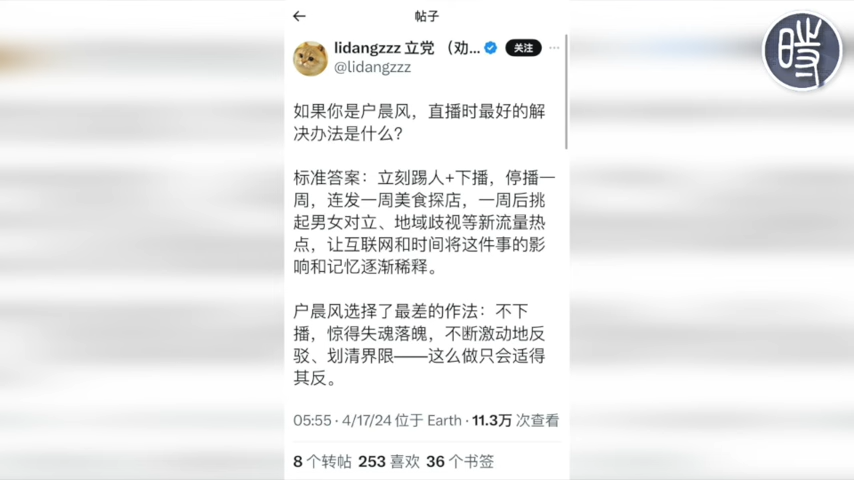 帖子
lidangzzz 立党 （劝... 关注
@lidangzzz
如果你是户晨风，直播时最好的解
决办法是什么？
标准答案：立刻踢人+下播，停播一
周，连发一周美食探店，一周后挑
起男女对立、地域歧视等新流量热
点，让互联网和时间将这件事的影
响和记忆逐渐稀释。
户晨风选择了最差的作法：不下
播，惊得失魂落魄，不断激动地反
驳、划清界限——这么做只会适得
其反。
05:55 · 4/17/24 位于 Earth · 11.3万 次查看
8 个转帖 253 喜欢 36 个书签